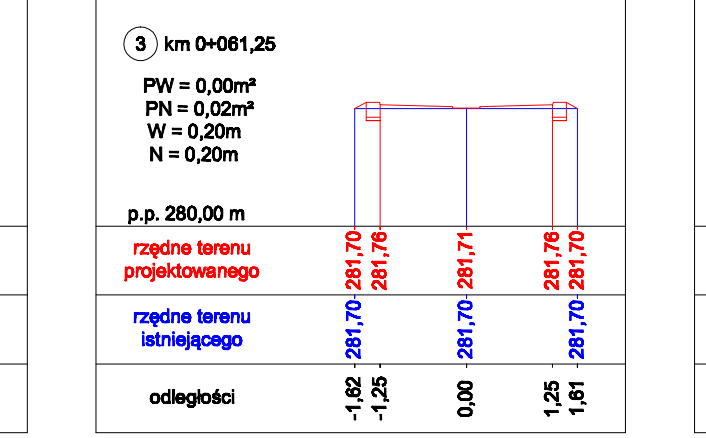 3 km 0+061,25
PW = 0,00m²
PN = 0,02m²
W = 0,20m
N = 0,20m
p.p. 280,00 m
rzędne terenu
projektowanego
281,70 281,76 281,71 281,76 281,70
rzędne terenu
istniejącego
281,70 281,70 281,70
odległości
-1,62 -1,25 0,00 1,25 1,61